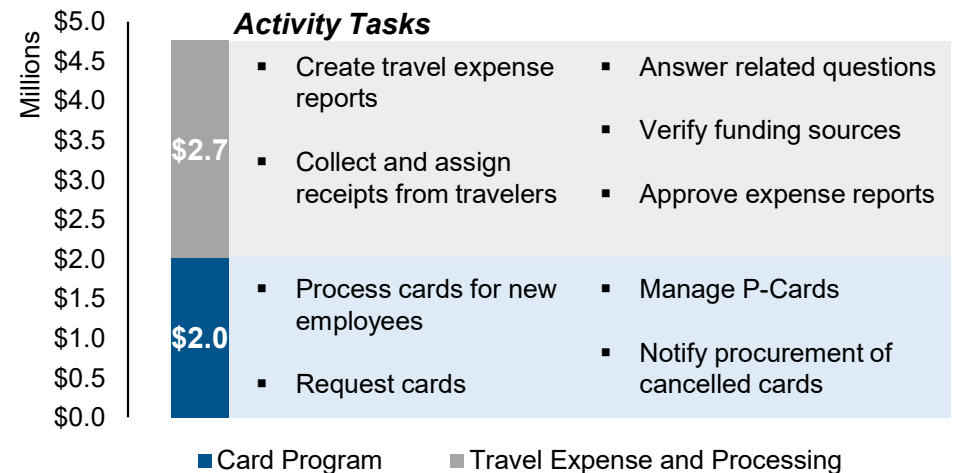 Activity Tasks
Millions
$5.0
$4.5
$4.0
$3.5
$3.0
$2.5
$2.0
$1.5
$1.0
$0.5
$0.0
$2.7
▪ Create travel expense
reports
▪ Collect and assign
receipts from travelers
▪ Answer related questions
▪ Verify funding sources
▪ Approve expense reports
$2.0
▪ Process cards for new
employees
▪ Request cards
▪ Manage P-Cards
▪ Notify procurement of
cancelled cards
Card Program
Travel Expense and Processing